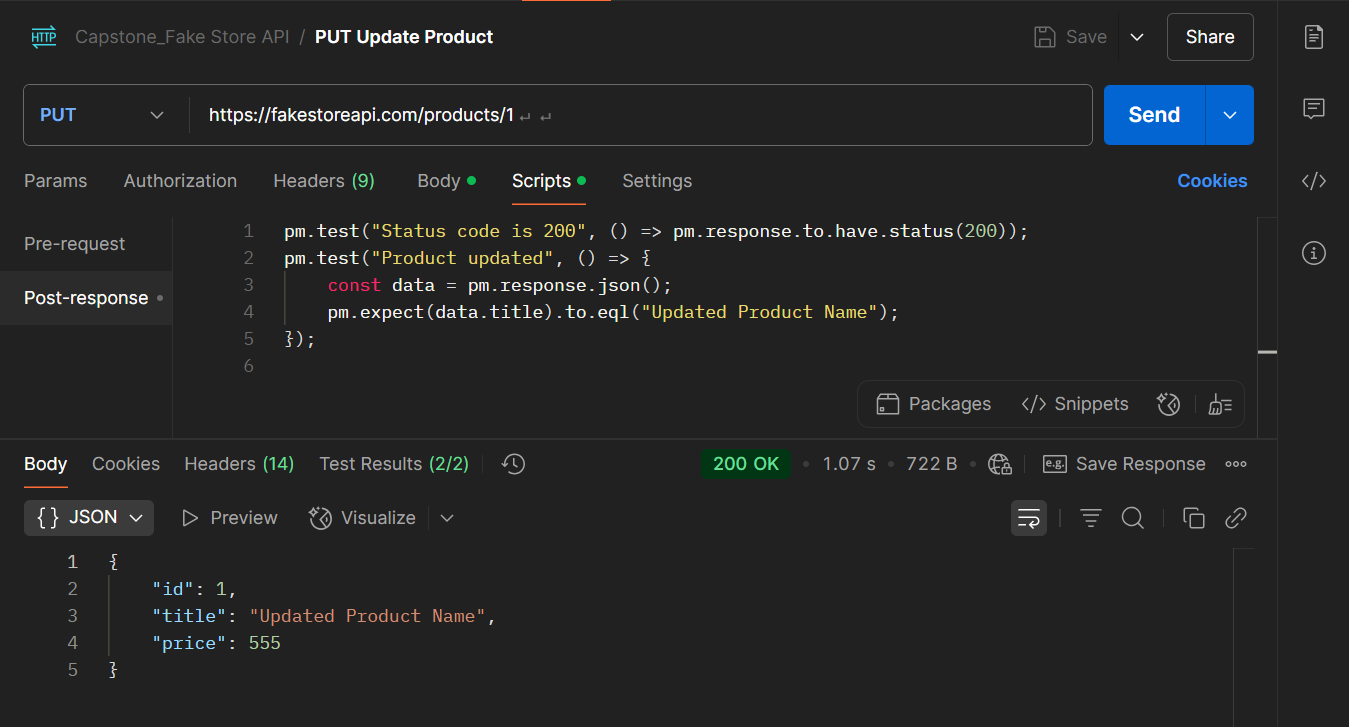 HTTP Capstone_Fake Store API / PUT Update Product Save Share
PUT https://fakestoreapi.com/products/1 ↵ ↵ Send
Params Authorization Headers (9) Body Scripts Settings Cookies
Pre-request
Post-response
1 pm.test("Status code is 200", () => pm.response.to.have.status(200));
2 pm.test("Product updated", () => {
3 const data = pm.response.json();
4 pm.expect(data.title).to.eql("Updated Product Name");
5 });
6
Packages </> Snippets
Body Cookies Headers (14) Test Results (2/2) 200 OK • 1.07 s • 722 B • e.g. Save Response
{} JSON Preview Visualize
1 {
2 "id": 1,
3 "title": "Updated Product Name",
4 "price": 555
5 }